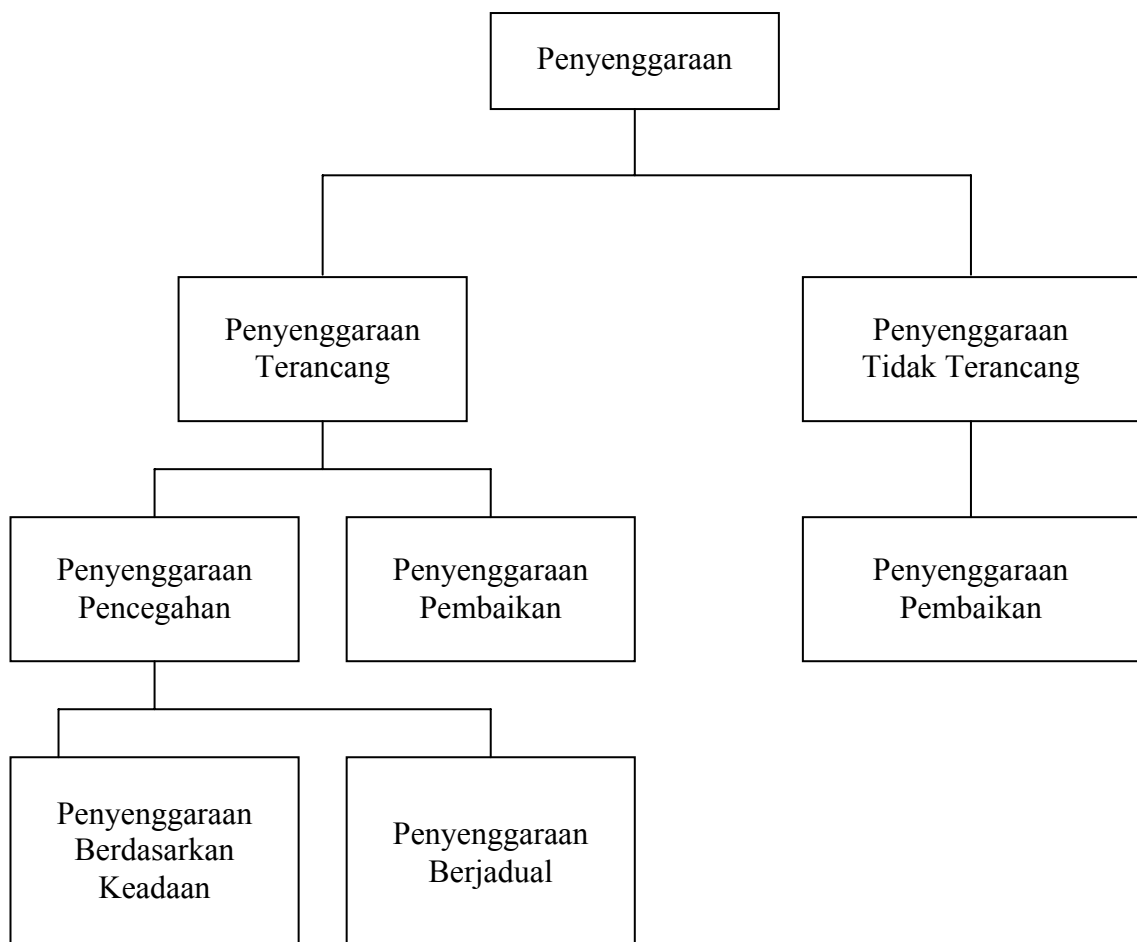 Penyenggaraan
Penyenggaraan
Terancang
Penyenggaraan
Tidak Terancang
Penyenggaraan
Pencegahan
Penyenggaraan
Pembaikan
Penyenggaraan
Pembaikan
Penyenggaraan
Berdasarkan
Keadaan
Penyenggaraan
Berjadual